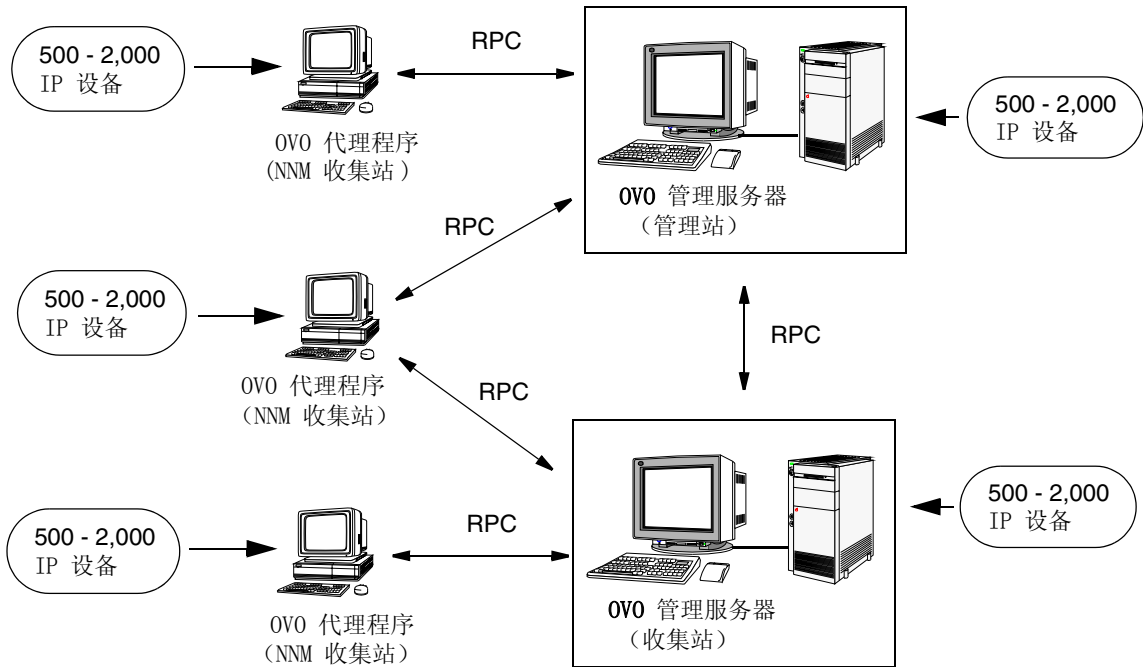 500 - 2,000
IP 设备
RPC
OVO 代理程序
(NNM 收集站)
500 - 2,000
IP 设备
OVO 管理服务器
（管理站）
RPC
500 - 2,000
IP 设备
OVO 代理程序
（NNM 收集站）
RPC
RPC
500 - 2,000
IP 设备
RPC
OVO 代理程序
（NNM 收集站）
500 - 2,000
IP 设备
OVO 管理服务器
（收集站）